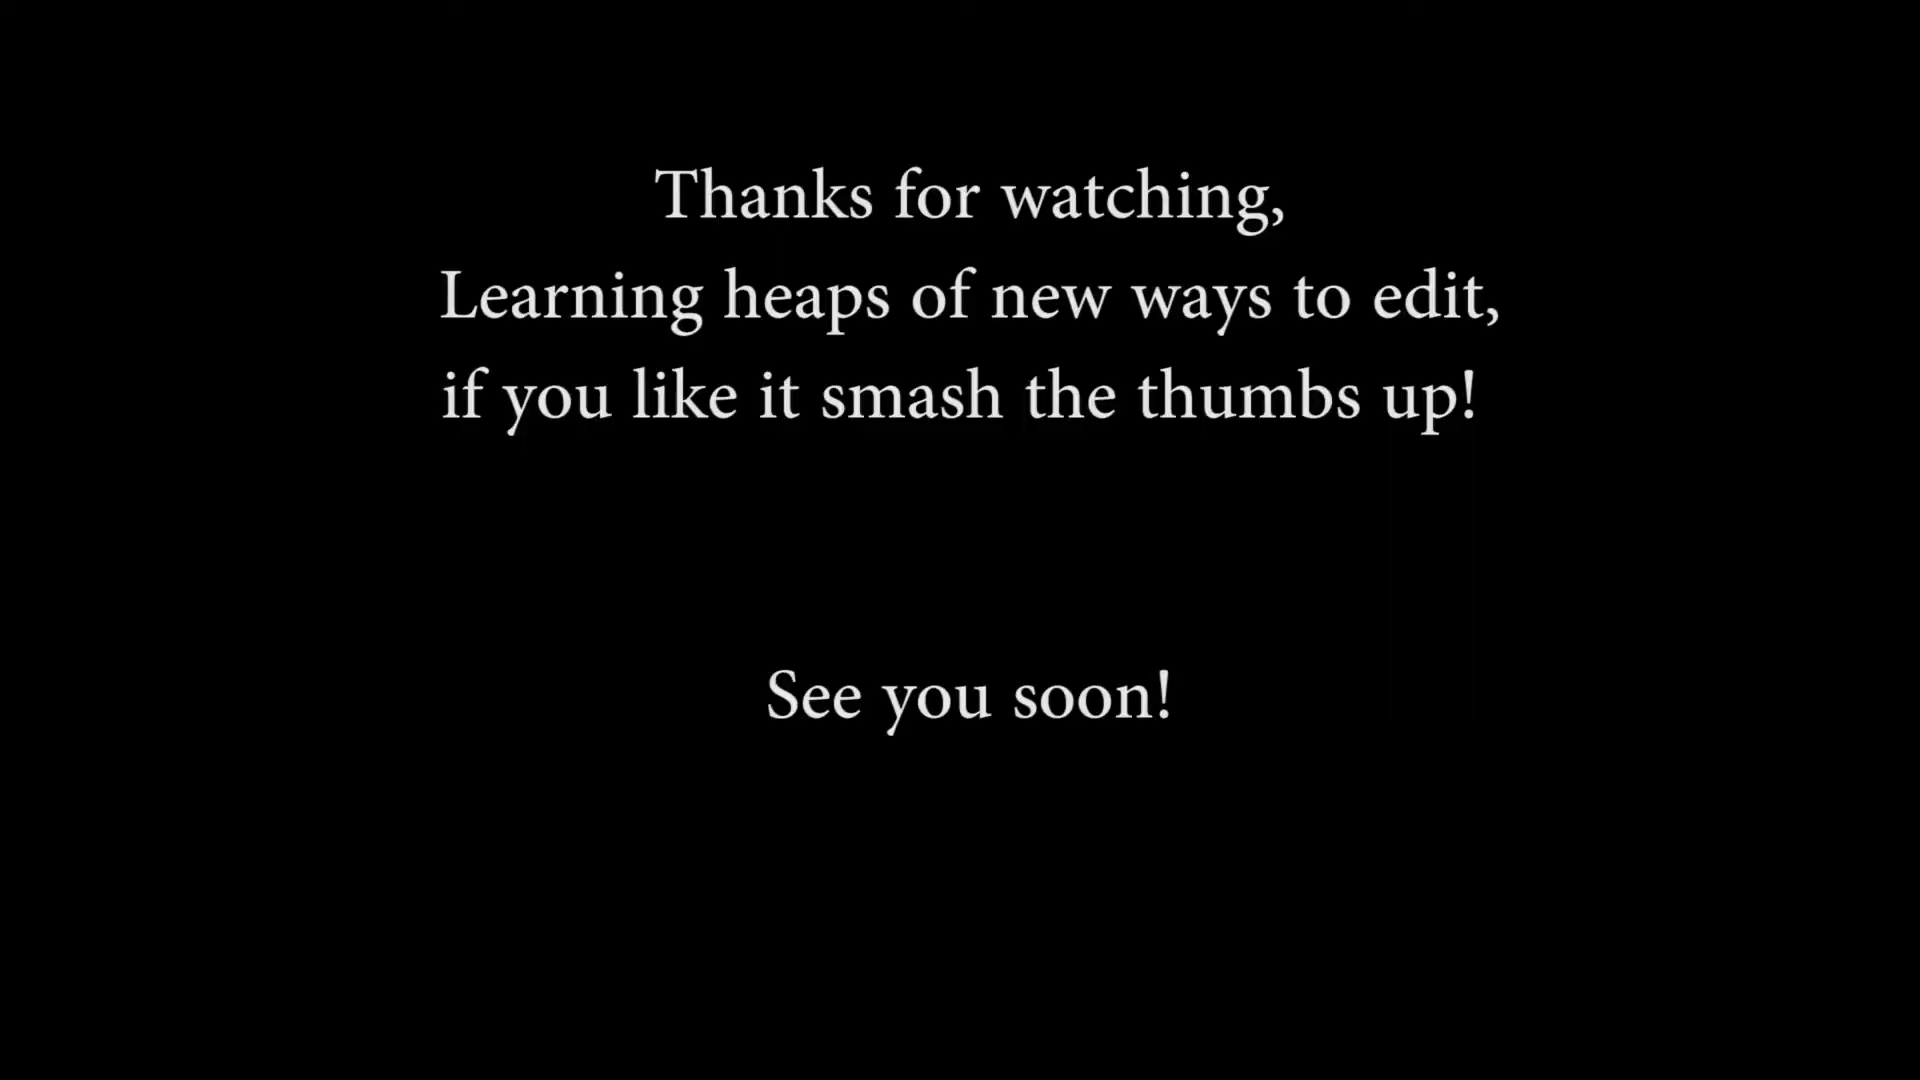 Thanks for watching,
Learning heaps of new ways to edit,
if you like it smash the thumbs up!
See you soon!